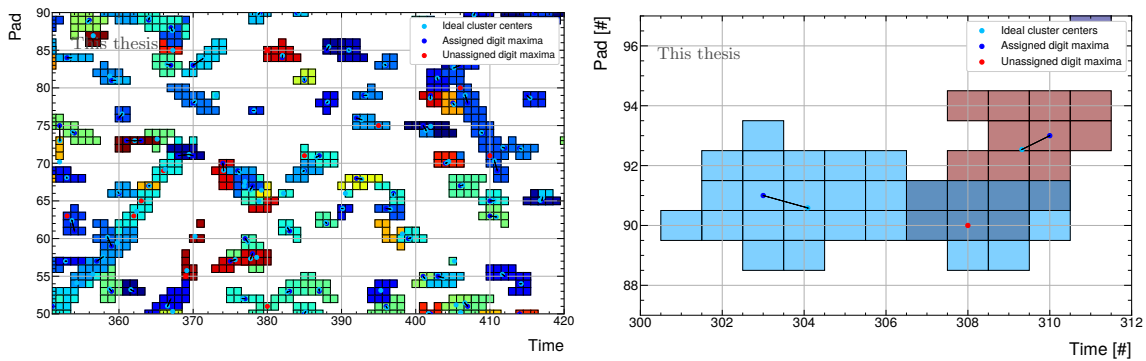 Pad
90
85
80
75
70
65
60
55
50
This thesis
Ideal cluster centers
Assigned digit maxima
Unassigned digit maxima
360 370 380 390 400 410 420
Time
Pad [#]
96
94
92
90
88
This thesis
Ideal cluster centers
Assigned digit maxima
Unassigned digit maxima
300 302 304 306 308 310 312
Time [#]